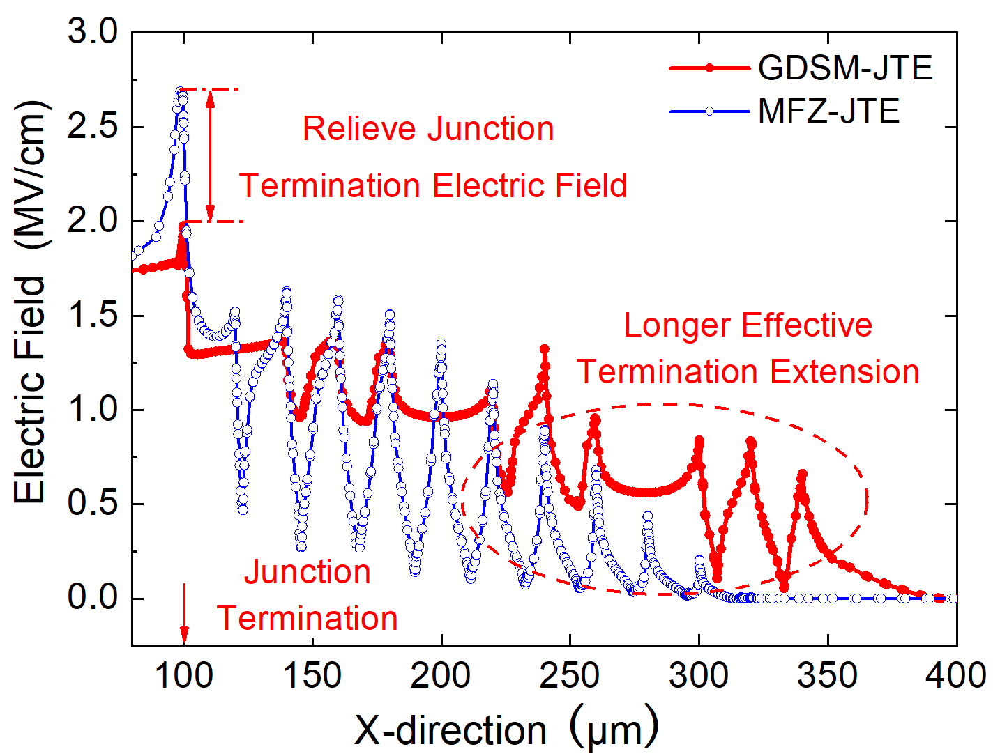 GDSM-JTE
MFZ-JTE
Relieve Junction
Termination Electric Field
Longer Effective
Termination Extension
Junction
Termination
Electric Field (MV/cm)
3.0
2.5
2.0
1.5
1.0
0.5
0.0
100 150 200 250 300 350 400
X-direction (μm)